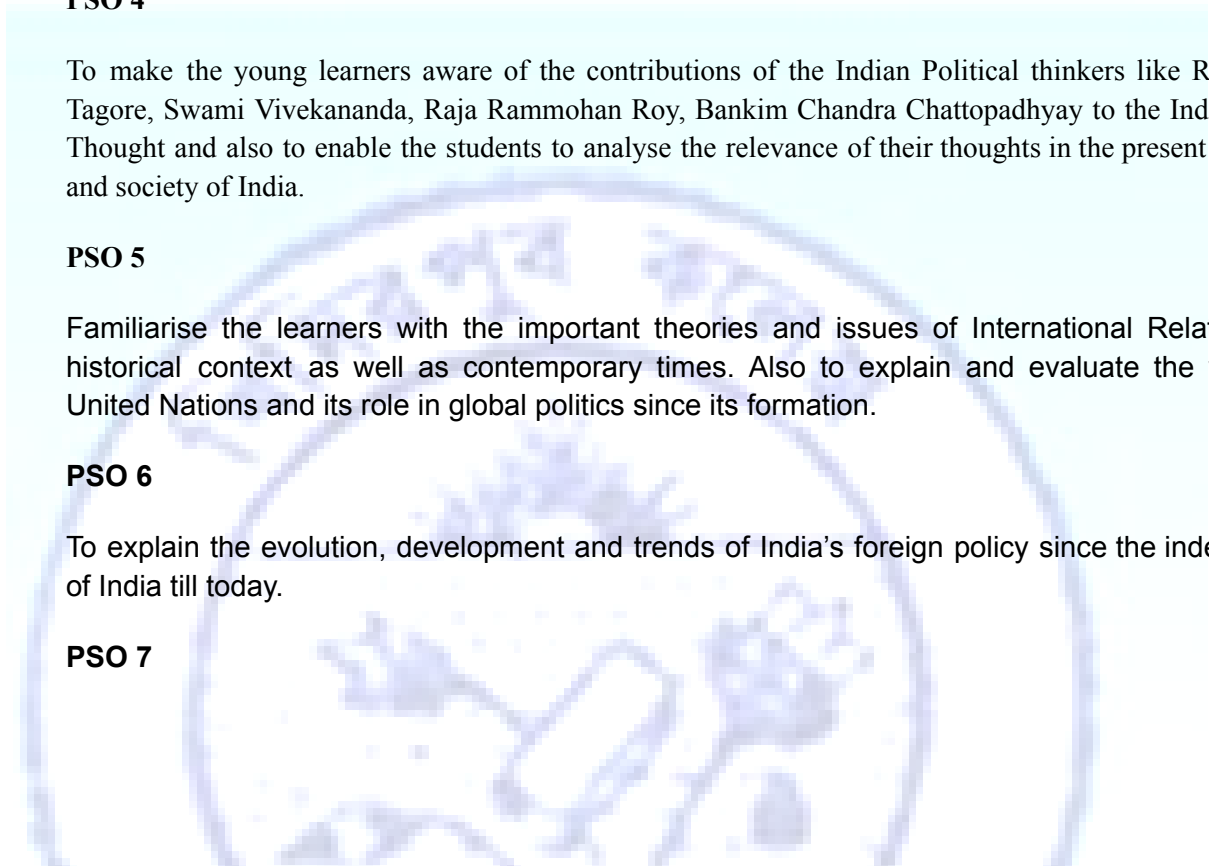 PSO 4
To make the young learners aware of the contributions of the Indian Political thinkers like
Tagore, Swami Vivekananda, Raja Rammohan Roy, Bankim Chandra Chattopadhyay to the
Thought and also to enable the students to analyse the relevance of their thoughts in the present
and society of India.
PSO 5
Familiarise the learners with the important theories and issues of International
historical context as well as contemporary times. Also to explain and evaluate the
United Nations and its role in global politics since its formation.
PSO 6
To explain the evolution, development and trends of India’s foreign policy since the
of India till today.
PSO 7